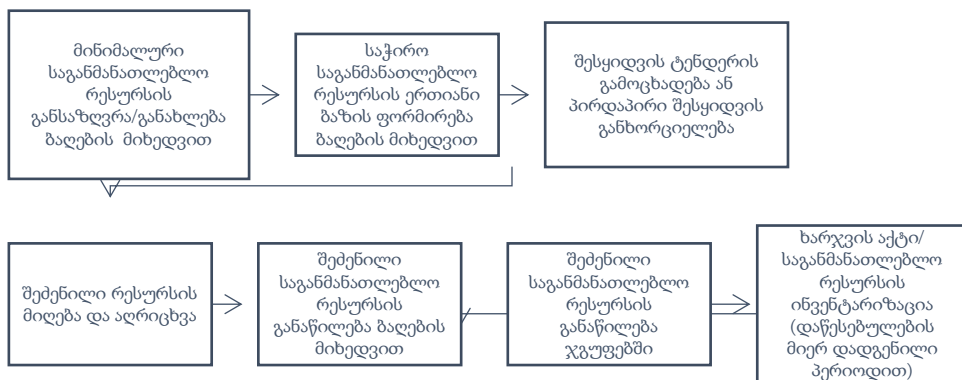 მინიმალური
საგანმანათლებლო
რესურსის
განსაზღვრა/განახლება
ბაღების მიხედვით
საჭირო
საგანმანათლებლო
რესურსის ერთიანი
ბაზის ფორმირება
ბაღების მიხედვით
შესყიდვის ტენდერის
გამოცხადება ან
პირდაპირი შესყიდვის
განხორციელება
შეძენილი რესურსის
მიღება და აღრიცხვა
შეძენილი
საგანმანათლებლო
რესურსის
განაწილება ბაღების
მიხედვით
შეძენილი
საგანმანათლებლო
რესურსის
განაწილება
ჯგუფებში
ხარჯვის აქტი/
საგანმანათლებლო
რესურსის
ინვენტარიზაცია
(დაწესებულების
მიერ დადგენილი
პერიოდით)